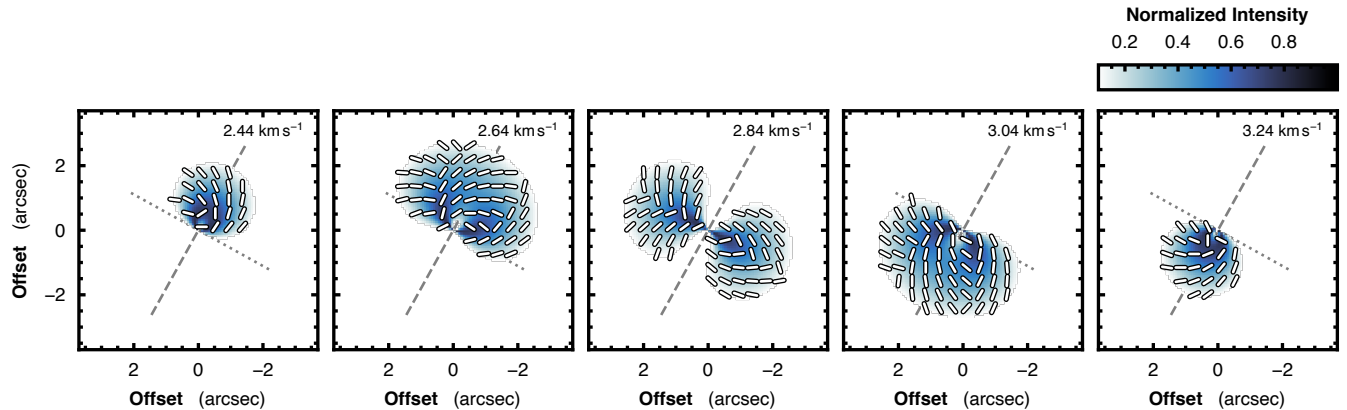 Normalized Intensity
0.2 0.4 0.6 0.8
2.44 km s⁻¹ 2.64 km s⁻¹ 2.84 km s⁻¹ 3.04 km s⁻¹ 3.24 km s⁻¹
2
0
−2
Offset (arcsec)
2 0 −2 2 0 −2 2 0 −2 2 0 −2 2 0 −2
Offset (arcsec) Offset (arcsec) Offset (arcsec) Offset (arcsec) Offset (arcsec)